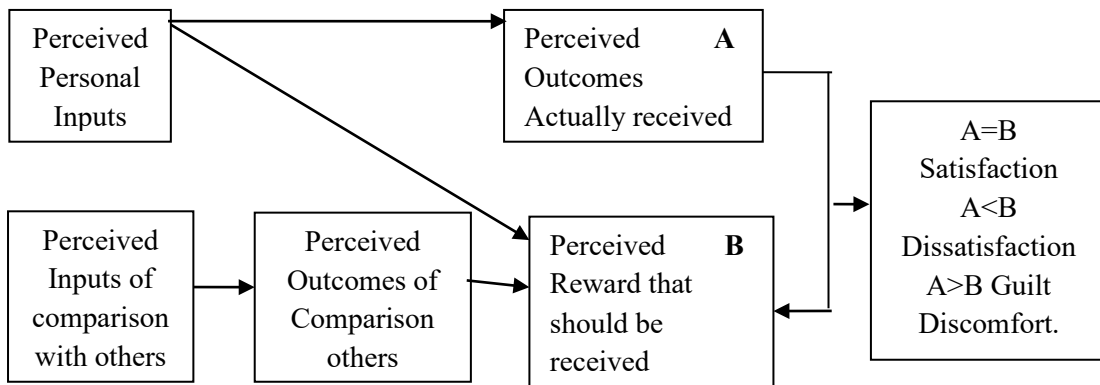 Perceived
Personal
Inputs
Perceived A
Outcomes
Actually received
A=B
Satisfaction
A<B
Dissatisfaction
A>B Guilt
Discomfort.
Perceived
Inputs of
comparison
with others
Perceived
Outcomes of
Comparison
others
Perceived B
Reward that
should be
received